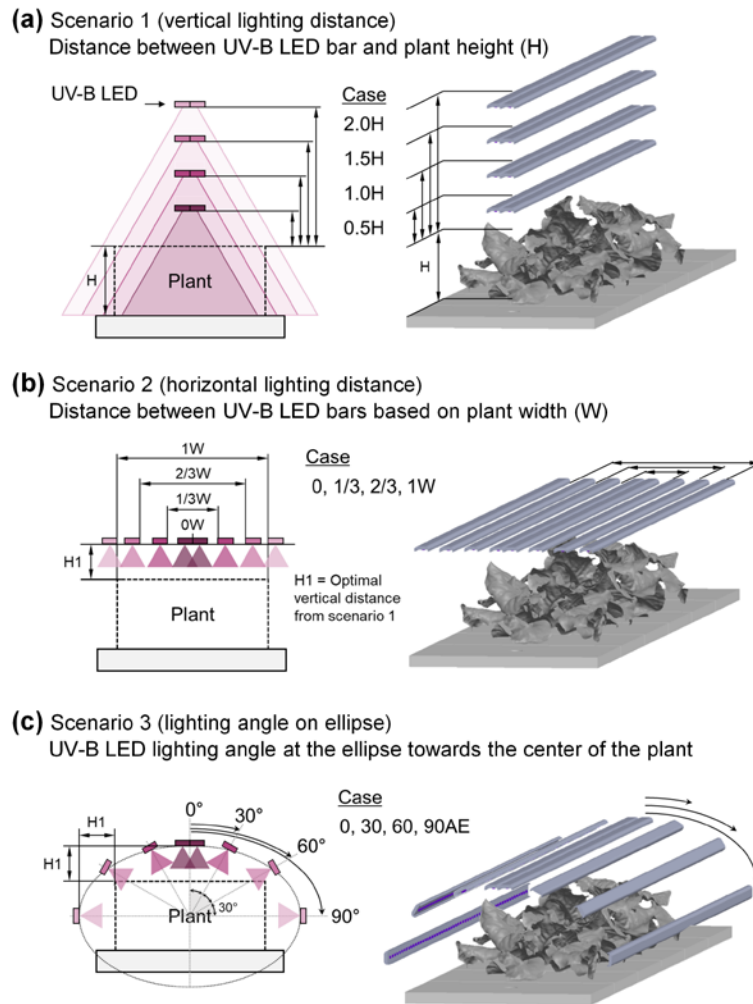 (a) Scenario 1 (vertical lighting distance)
Distance between UV-B LED bar and plant height (H)
UV-B LED
Case
2.0H
1.5H
1.0H
0.5H
H
Plant
H
(b) Scenario 2 (horizontal lighting distance)
Distance between UV-B LED bars based on plant width (W)
1W
2/3W
1/3W
0W
Case
0, 1/3, 2/3, 1W
H1
H1 = Optimal
vertical distance
from scenario 1
Plant
(c) Scenario 3 (lighting angle on ellipse)
UV-B LED lighting angle at the ellipse towards the center of the plant
0°
30°
60°
90°
H1
H1
Plant
30°
Case
0, 30, 60, 90AE